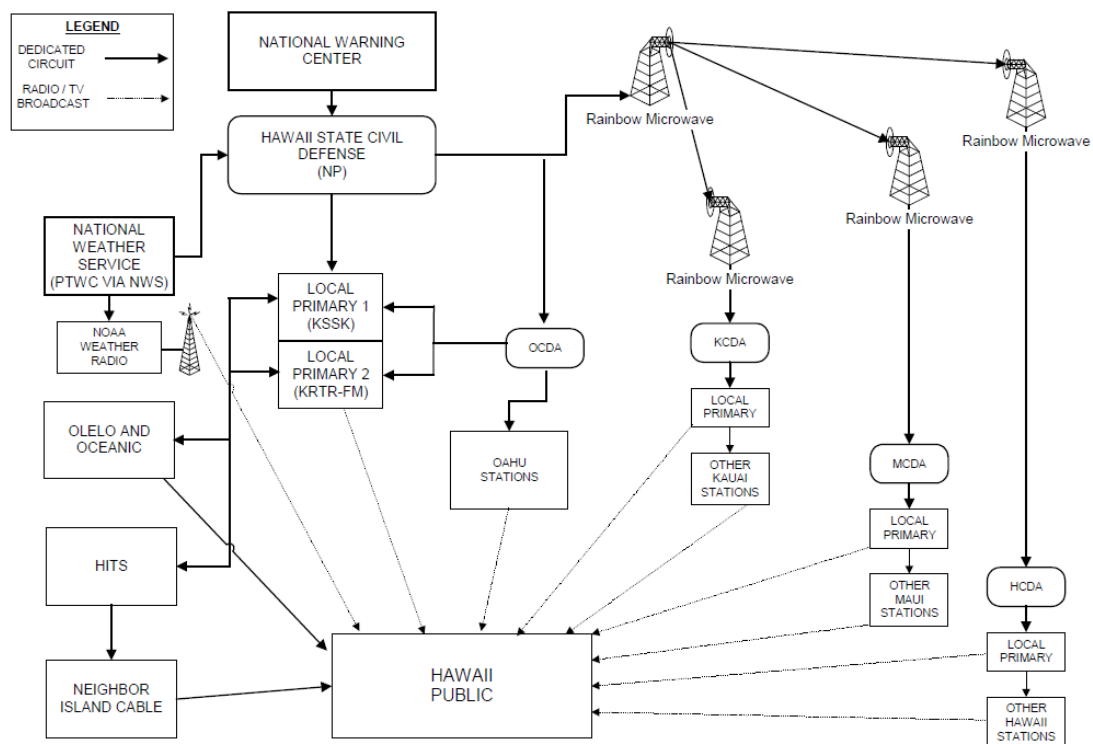 LEGEND
DEDICATED
CIRCUIT
RADIO / TV
BROADCAST
NATIONAL WARNING
CENTER
HAWAII STATE CIVIL
DEFENSE
(NP)
Rainbow Microwave
Rainbow Microwave
Rainbow Microwave
Rainbow Microwave
NATIONAL
WEATHER
SERVICE
(PTWC VIA NWS)
NOAA
WEATHER
RADIO
LOCAL
PRIMARY 1
(KSSK)
LOCAL
PRIMARY 2
(KRTR-FM)
OCDA
KCDA
OLELO AND
OCEANIC
OAHU
STATIONS
LOCAL
PRIMARY
OTHER
KAUAI
STATIONS
MCDA
LOCAL
PRIMARY
OTHER
MAUI
STATIONS
HITS
HCDA
LOCAL
PRIMARY
OTHER
HAWAII
STATIONS
NEIGHBOR
ISLAND CABLE
HAWAII
PUBLIC